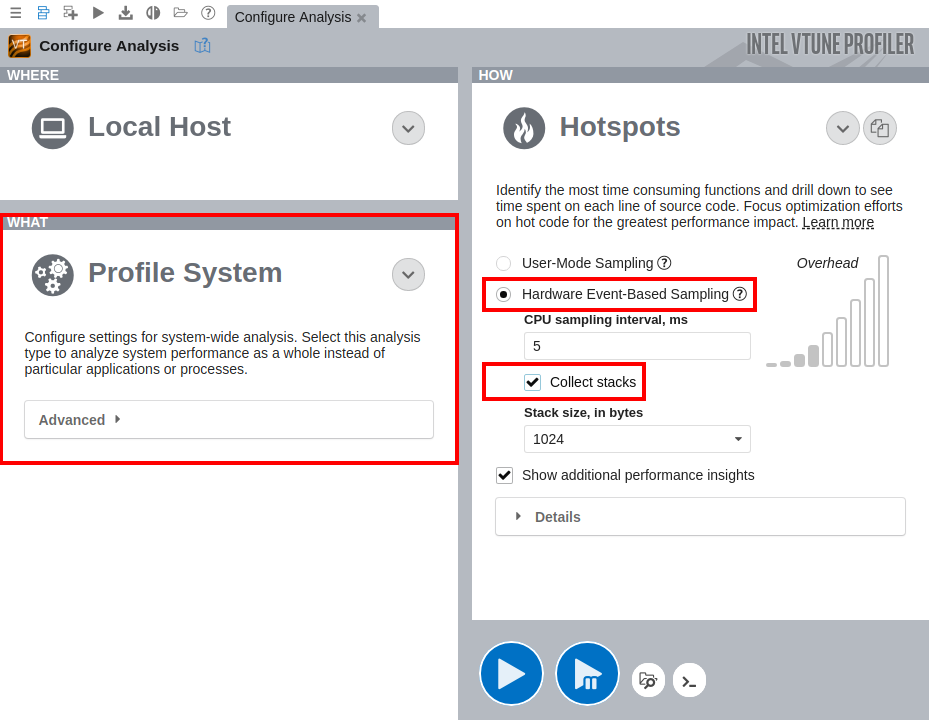 Configure Analysis
VT Configure Analysis
INTEL VTUNE PROFILER
WHERE
Local Host
WHAT
Profile System
Configure settings for system-wide analysis. Select this analysis
type to analyze system performance as a whole instead of
particular applications or processes.
Advanced
HOW
Hotspots
Identify the most time consuming functions and drill down to see
time spent on each line of source code. Focus optimization efforts
on hot code for the greatest performance impact. Learn more
User-Mode Sampling ?
Overhead
Hardware Event-Based Sampling ?
CPU sampling interval, ms
5
Collect stacks
Stack size, in bytes
1024
Show additional performance insights
Details